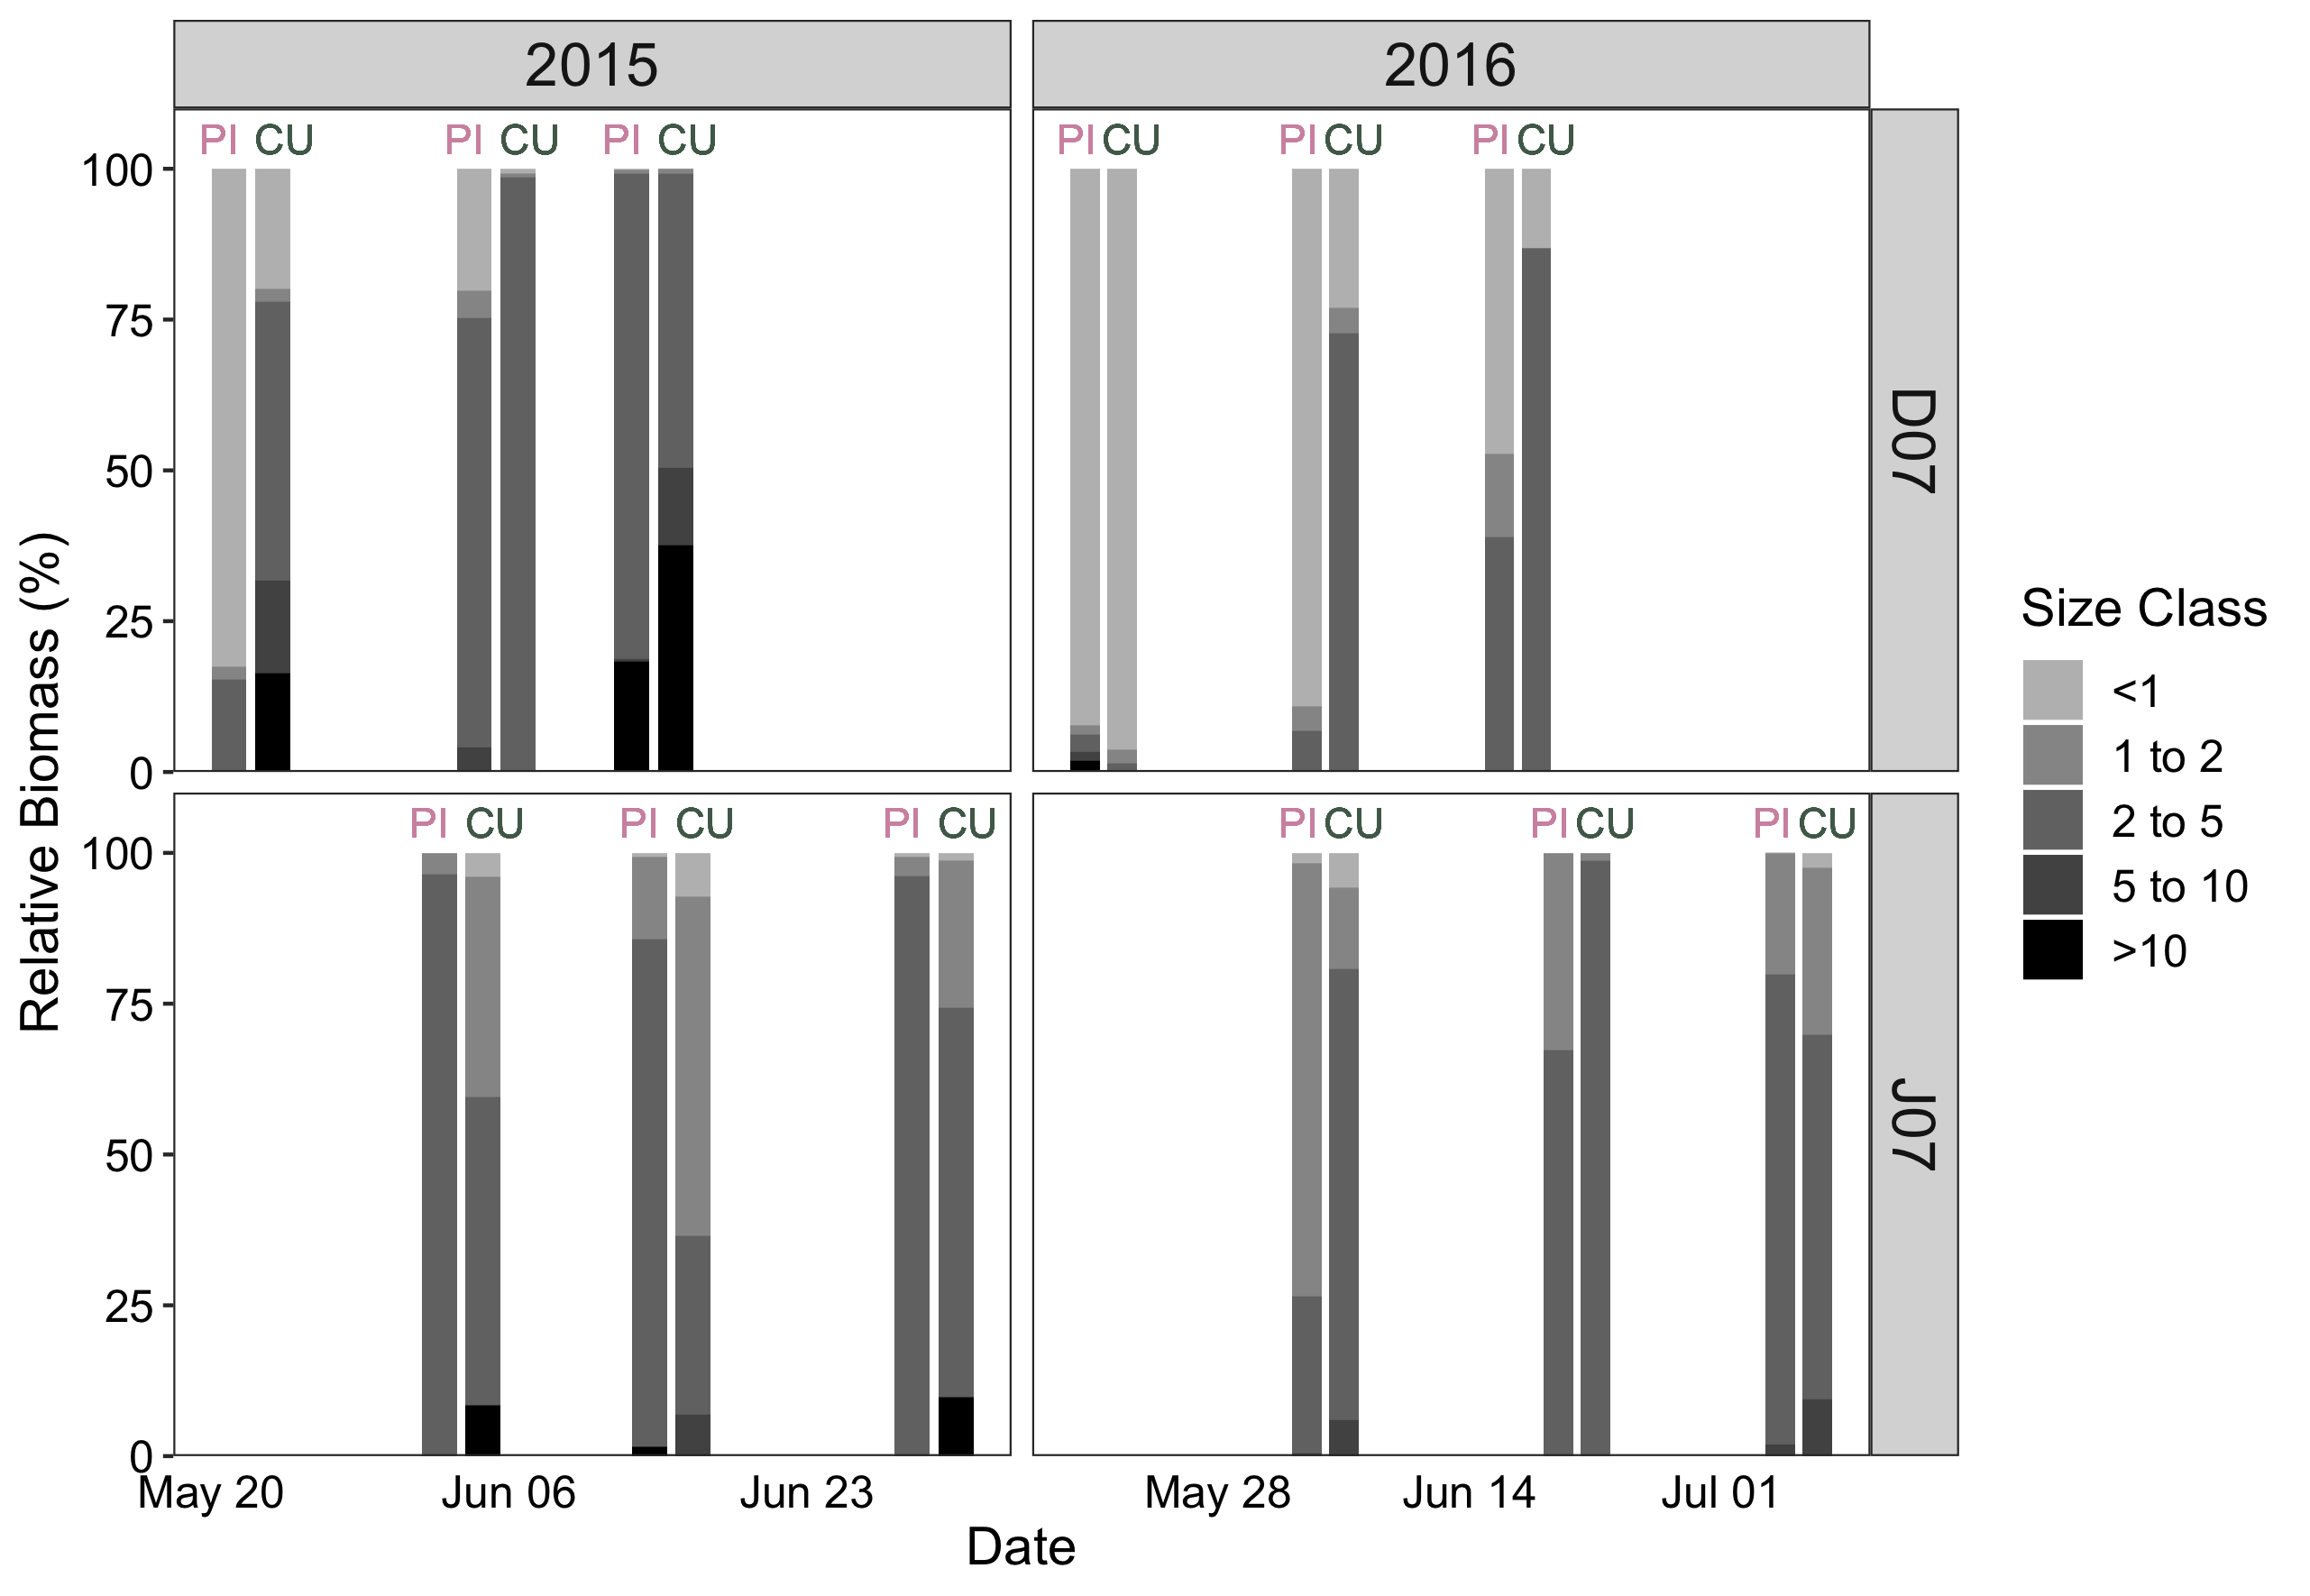 2015 2016
PI CU PI CU PI CU PI CU PI CU PI CU
D07
100
75
50
25
0
Relative Biomass (%)
PI CU PI CU PI CU PI CU PI CU PI CU
J07
100
75
50
25
0
May 20 Jun 06 Jun 23 May 28 Jun 14 Jul 01
Date
Size Class
<1
1 to 2
2 to 5
5 to 10
>10